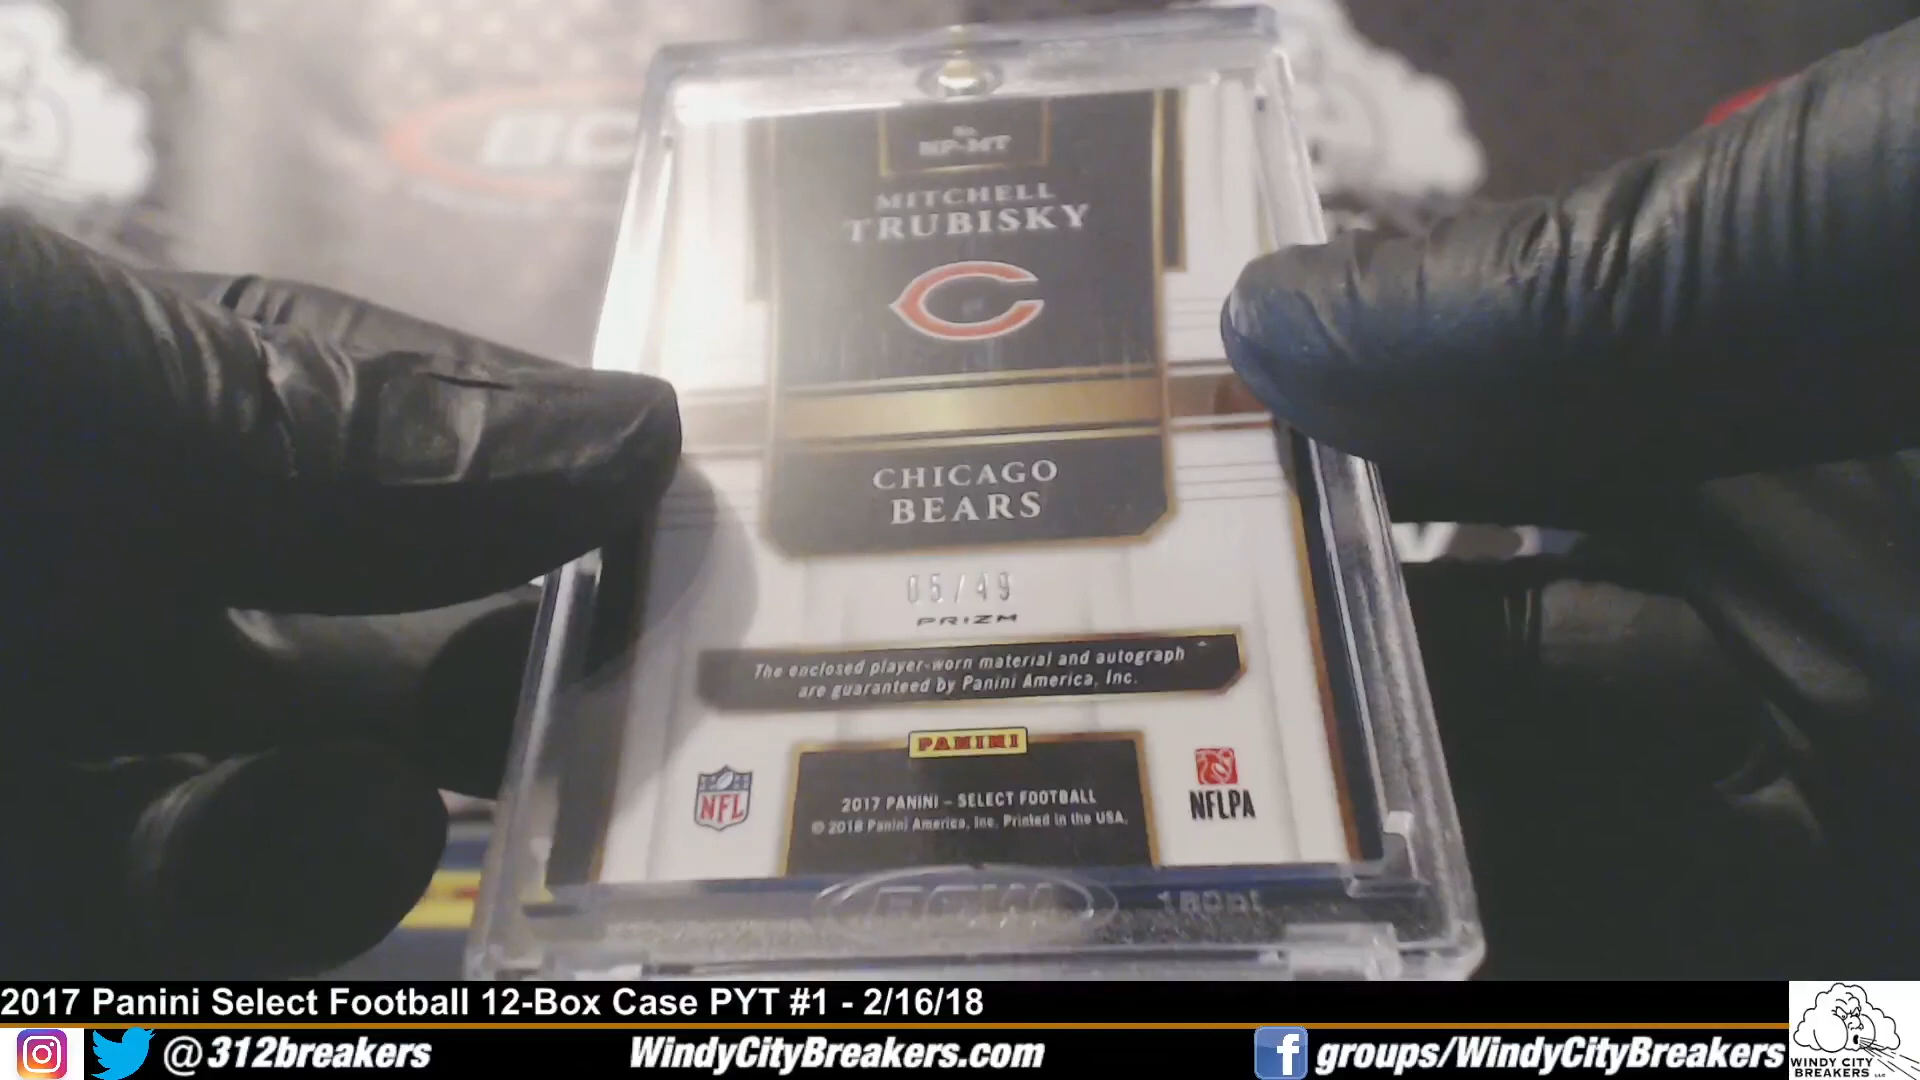 No.
MITCHELL
TRUBISKY
CHICAGO
BEARS
05/49
PRIZM
The enclosed player-worn material and autograph
are guaranteed by Panini America, Inc.
PANINI
NFL
NFLPA
2017 PANINI – SELECT FOOTBALL
© 2018 Panini America, Inc. Printed in the USA.
180pt
2017 Panini Select Football 12-Box Case PYT #1 - 2/16/18
@312breakers
WindyCityBreakers.com
f groups/WindyCityBreakers
WINDY CITY
BREAKERS